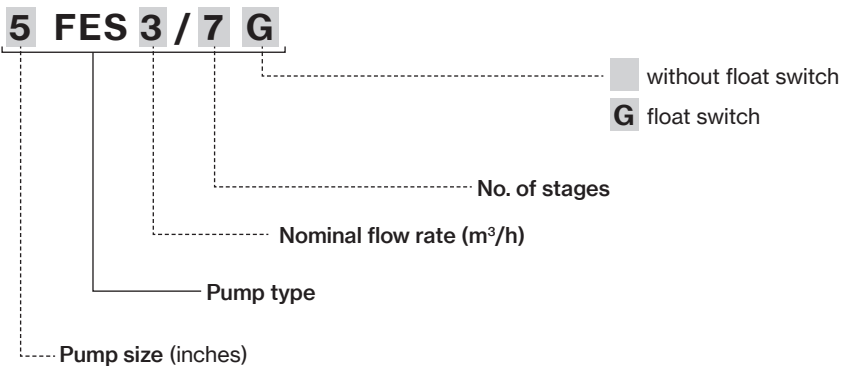 5 FES 3 / 7 G
without float switch
G float switch
No. of stages
Nominal flow rate (m³/h)
Pump type
Pump size (inches)